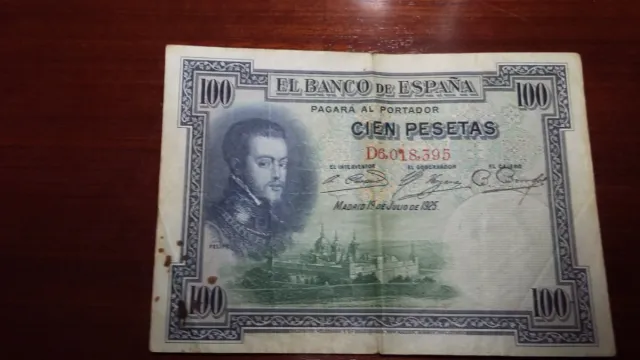 100 EL BANCO DE ESPAÑA 100
PAGARÁ AL PORTADOR
CIEN PESETAS
D6,018,395
EL INTERVENTOR EL GOBERNADOR EL CAJERO
MADRID 1º DE JULIO DE 1925
FELIPE
100 100